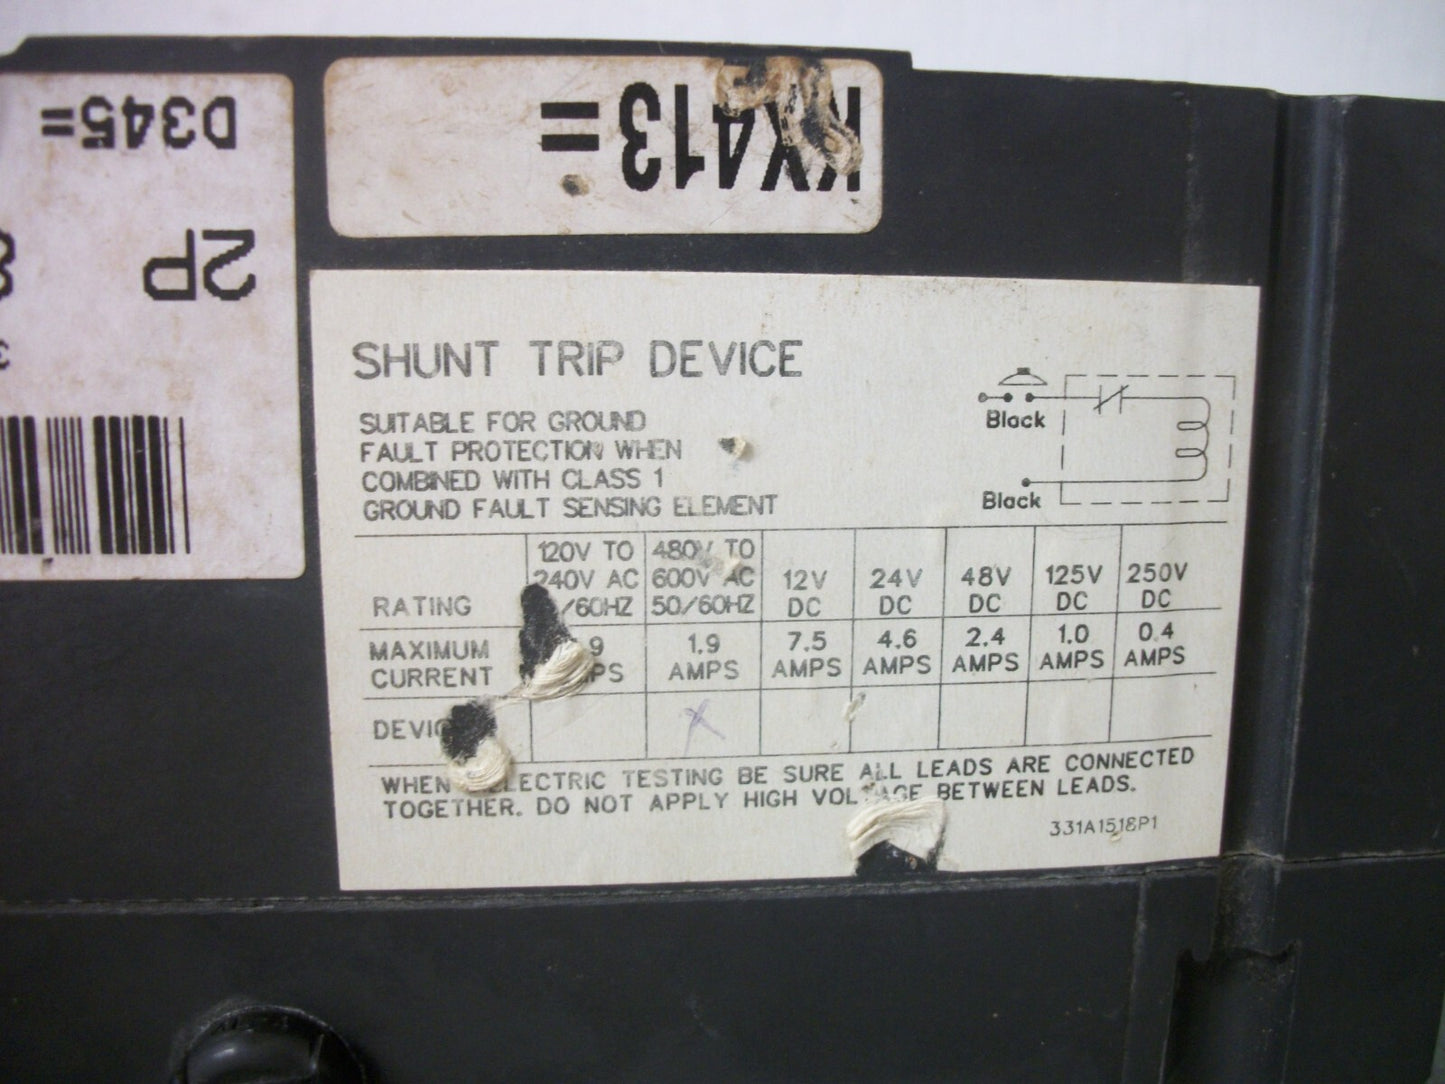 D345=
2P
413=
SHUNT TRIP DEVICE
SUITABLE FOR GROUND
FAULT PROTECTION WHEN
COMBINED WITH CLASS 1
GROUND FAULT SENSING ELEMENT
Black
Black
RATING 120V TO 240V AC /60HZ 480V TO 600V AC 50/60HZ 12V DC 24V DC 48V DC 125V DC 250V DC
MAXIMUM CURRENT 1.9 AMPS 7.5 AMPS 4.6 AMPS 2.4 AMPS 1.0 AMPS 0.4 AMPS
X
WHEN TESTING BE SURE ALL LEADS ARE CONNECTED
TOGETHER. DO NOT APPLY HIGH VOLTAGE BETWEEN LEADS.
331A1518P1